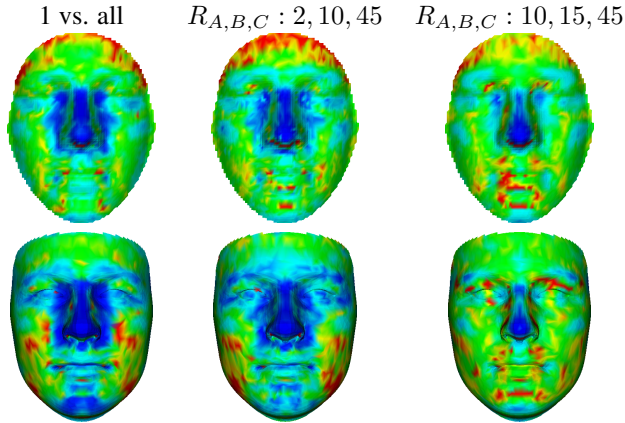 1 vs. all R_{A,B,C} : 2, 10, 45 R_{A,B,C} : 10, 15, 45